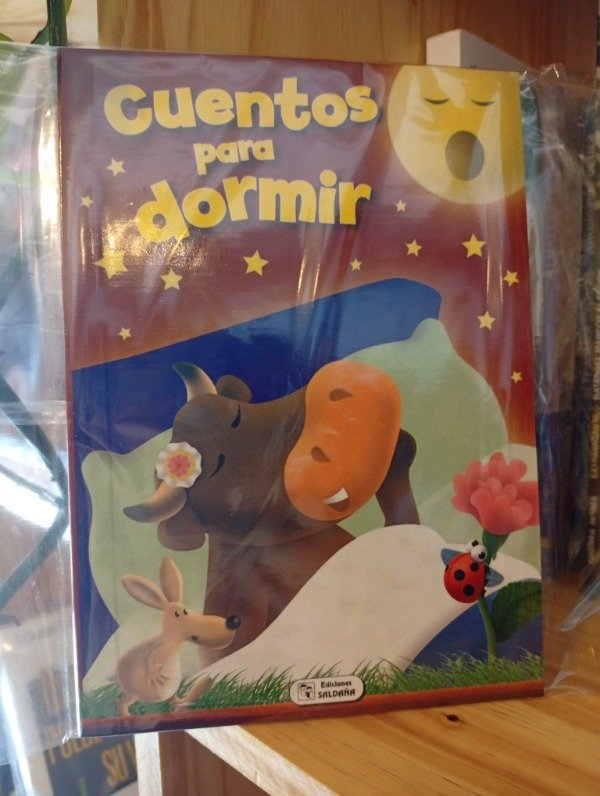 Cuentos
para
dormir
Ediciones
SALDAÑA